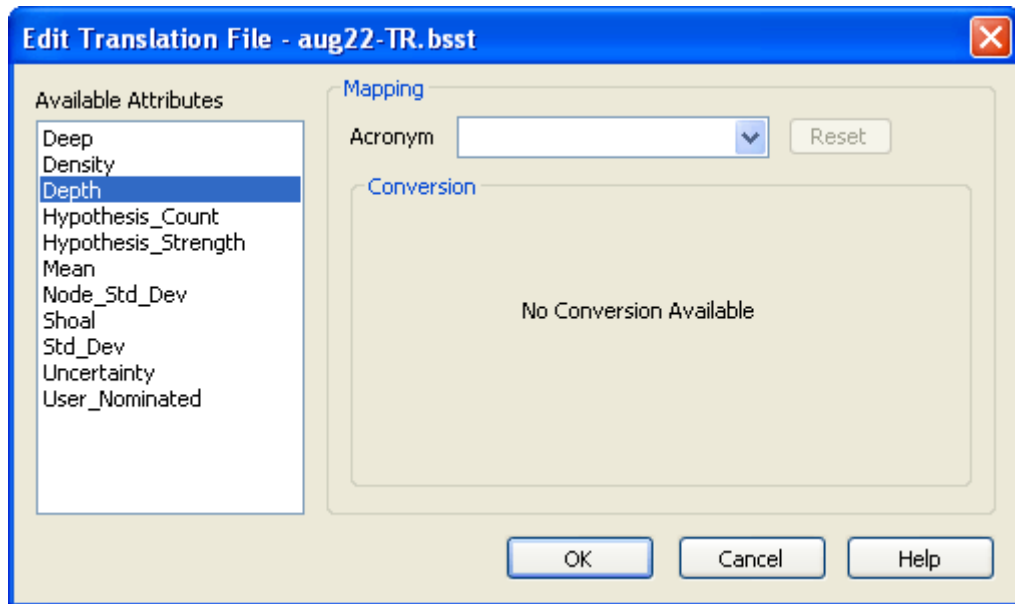 Edit Translation File - aug22-TR.bsst
Available Attributes
Deep
Density
Depth
Hypothesis_Count
Hypothesis_Strength
Mean
Node_Std_Dev
Shoal
Std_Dev
Uncertainty
User_Nominated
Mapping
Acronym
Reset
Conversion
No Conversion Available
OK
Cancel
Help